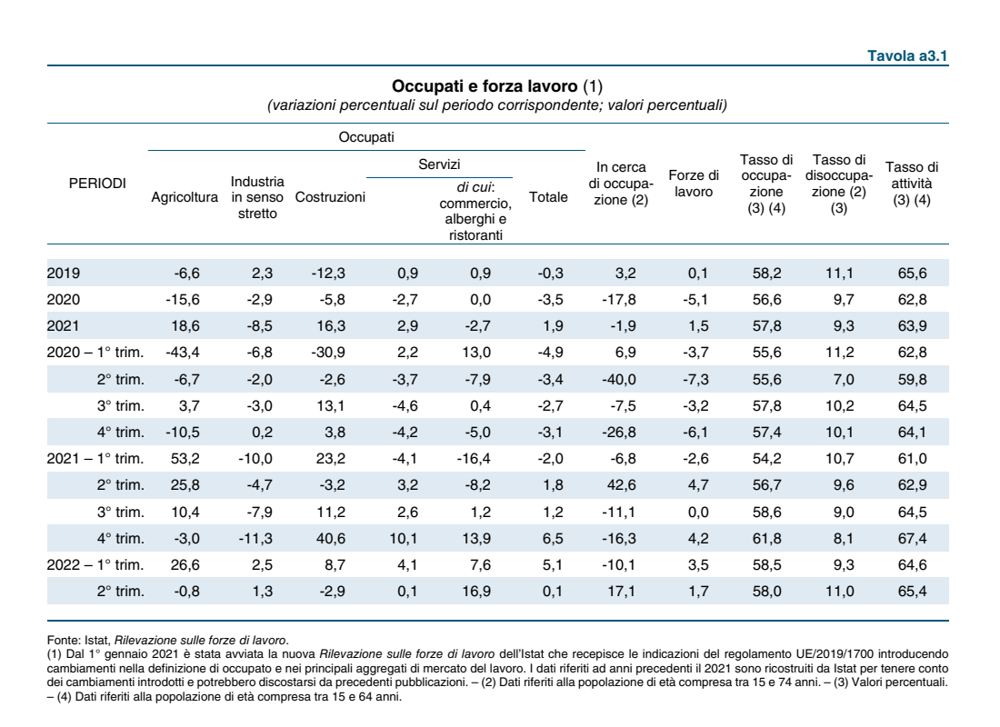 Tavola a3.1
Occupati e forza lavoro (1)
(variazioni percentuali sul periodo corrispondente; valori percentuali)
PERIODI
Occupati
In cerca di occupa-zione (2)
Forze di lavoro
Tasso di occupa-zione (3) (4)
Tasso di disoccupa-zione (2) (3)
Tasso di attività (3) (4)
Agricoltura
Industria in senso stretto
Costruzioni
Servizi
di cui: commercio, alberghi e ristoranti
Totale
2019 -6,6 2,3 -12,3 0,9 0,9 -0,3 3,2 0,1 58,2 11,1 65,6
2020 -15,6 -2,9 -5,8 -2,7 0,0 -3,5 -17,8 -5,1 56,6 9,7 62,8
2021 18,6 -8,5 16,3 2,9 -2,7 1,9 -1,9 1,5 57,8 9,3 63,9
2020 – 1° trim. -43,4 -6,8 -30,9 2,2 13,0 -4,9 6,9 -3,7 55,6 11,2 62,8
2° trim. -6,7 -2,0 -2,6 -3,7 -7,9 -3,4 -40,0 -7,3 55,6 7,0 59,8
3° trim. 3,7 -3,0 13,1 -4,6 0,4 -2,7 -7,5 -3,2 57,8 10,2 64,5
4° trim. -10,5 0,2 3,8 -4,2 -5,0 -3,1 -26,8 -6,1 57,4 10,1 64,1
2021 – 1° trim. 53,2 -10,0 23,2 -4,1 -16,4 -2,0 -6,8 -2,6 54,2 10,7 61,0
2° trim. 25,8 -4,7 -3,2 3,2 -8,2 1,8 42,6 4,7 56,7 9,6 62,9
3° trim. 10,4 -7,9 11,2 2,6 1,2 1,2 -11,1 0,0 58,6 9,0 64,5
4° trim. -3,0 -11,3 40,6 10,1 13,9 6,5 -16,3 4,2 61,8 8,1 67,4
2022 – 1° trim. 26,6 2,5 8,7 4,1 7,6 5,1 -10,1 3,5 58,5 9,3 64,6
2° trim. -0,8 1,3 -2,9 0,1 16,9 0,1 17,1 1,7 58,0 11,0 65,4
Fonte: Istat, Rilevazione sulle forze di lavoro.
(1) Dal 1° gennaio 2021 è stata avviata la nuova Rilevazione sulle forze di lavoro dell'Istat che recepisce le indicazioni del regolamento UE/2019/1700 introducendo
cambiamenti nella definizione di occupato e nei principali aggregati di mercato del lavoro. I dati riferiti ad anni precedenti il 2021 sono ricostruiti da Istat per tenere conto
dei cambiamenti introdotti e potrebbero discostarsi da precedenti pubblicazioni. – (2) Dati riferiti alla popolazione di età compresa tra 15 e 74 anni. – (3) Valori percentuali.
– (4) Dati riferiti alla popolazione di età compresa tra 15 e 64 anni.